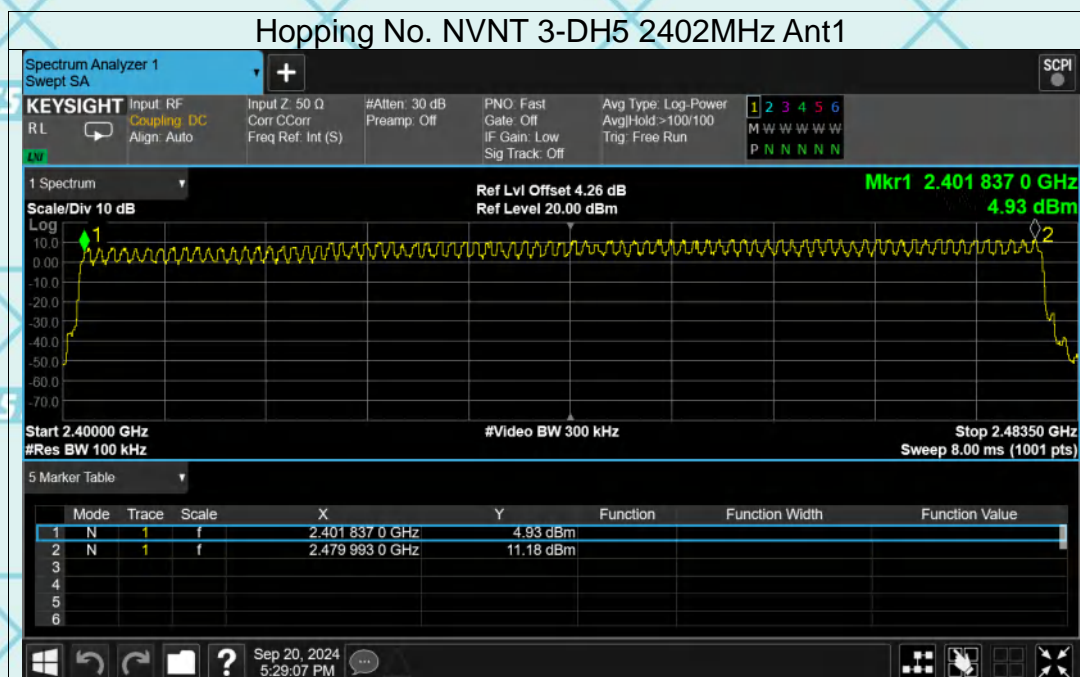 Hopping No. NVNT 3-DH5 2402MHz Ant1
Spectrum Analyzer 1
Swept SA
+
SCPI
KEYSIGHT Input: RF Input Z: 50 Ω #Atten: 30 dB PNO: Fast Avg Type: Log-Power 1 2 3 4 5 6
RL Coupling: DC Corr CCorr Preamp: Off Gate: Off Avg|Hold:>100/100 M W W W W W
Align: Auto Freq Ref: Int (S) IF Gain: Low Trig: Free Run P N N N N N
LXI Sig Track: Off
1 Spectrum Ref Lvl Offset 4.26 dB Mkr1 2.401 837 0 GHz
Scale/Div 10 dB Ref Level 20.00 dBm 4.93 dBm
Log
1
2
10.0
0.00
-10.0
-20.0
-30.0
-40.0
-50.0
-60.0
-70.0
Start 2.40000 GHz #Video BW 300 kHz Stop 2.48350 GHz
#Res BW 100 kHz Sweep 8.00 ms (1001 pts)
5 Marker Table
Mode Trace Scale X Y Function Function Width Function Value
1 N 1 f 2.401 837 0 GHz 4.93 dBm
2 N 1 f 2.479 993 0 GHz 11.18 dBm
3
4
5
6
? Sep 20, 2024
5:29:07 PM